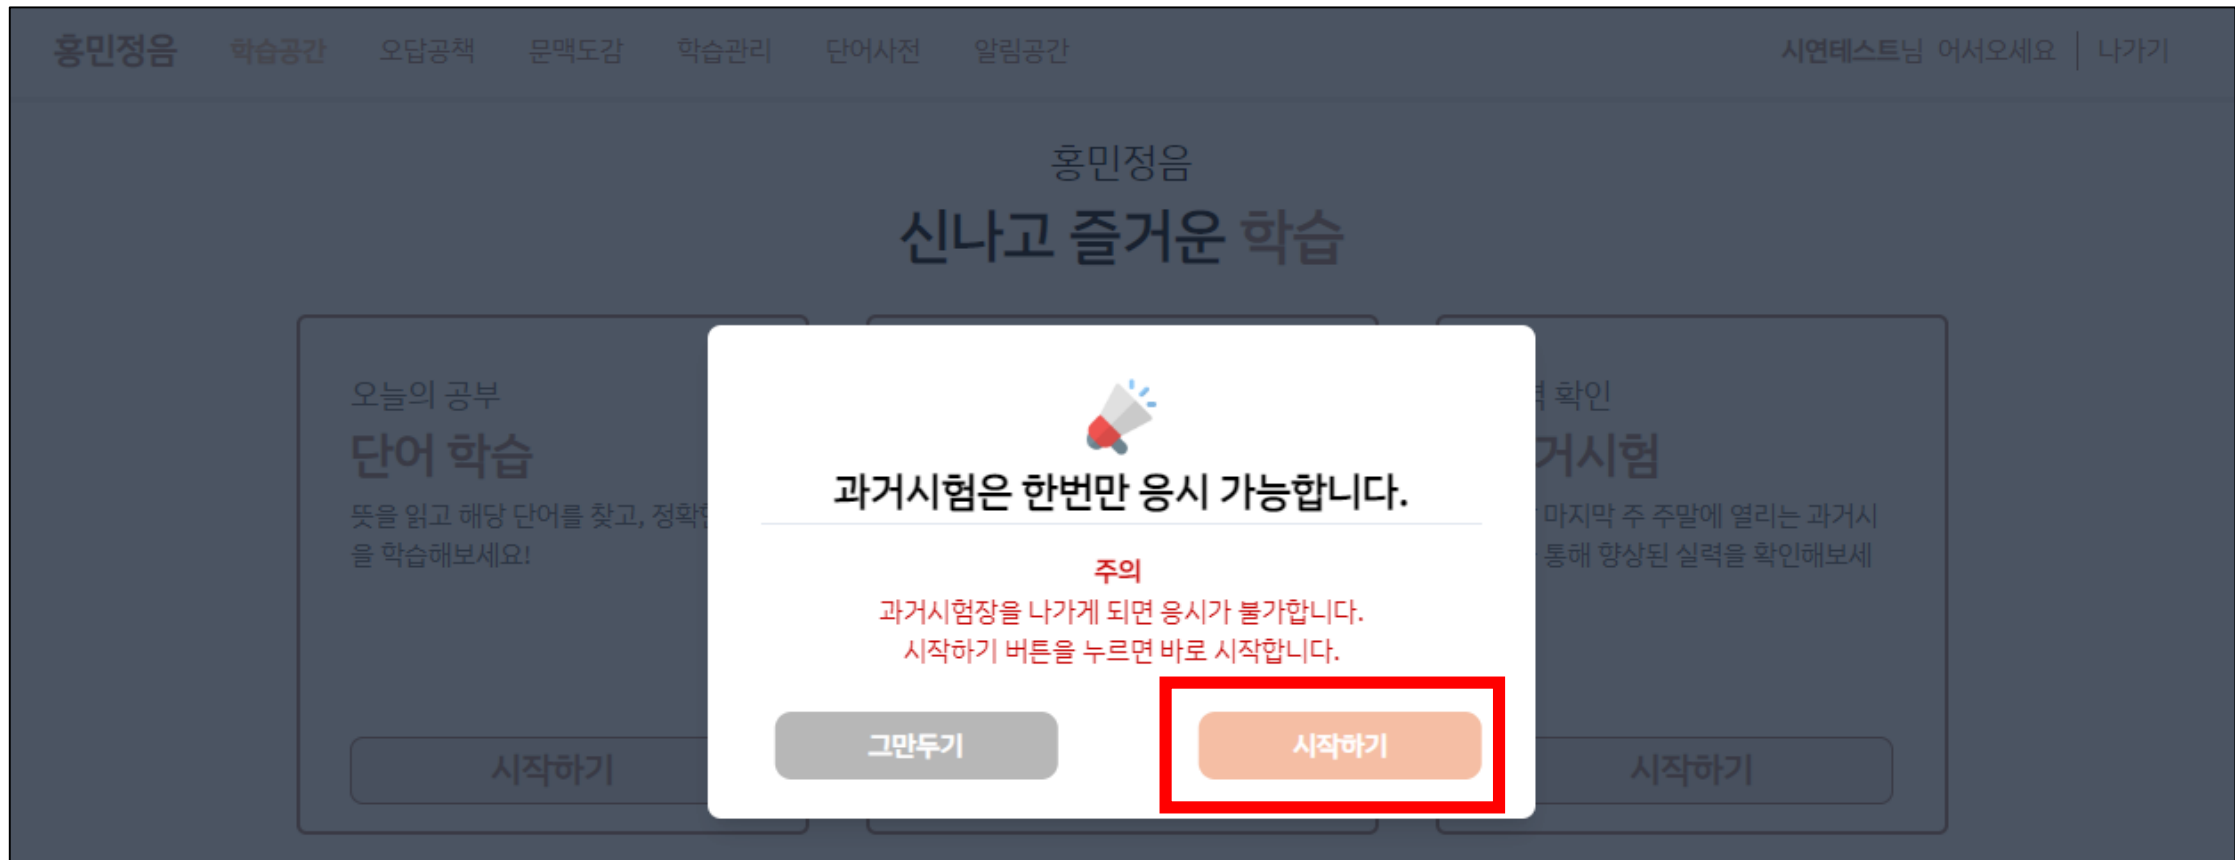 홍민정음 학습공간 오답공책 문맥도감 학습관리 단어사전 알림공간 시연테스트님 어서오세요 나가기
홍민정음
신나고 즐거운 학습
오늘의 공부
단어 학습
뜻을 읽고 해당 단어를 찾고,
을 학습해보세요!
시작하기
과거시험은 한번만 응시 가능합니다.
주의
과거시험장을 나가게 되면 응시가 불가합니다.
시작하기 버튼을 누르면 바로 시작합니다.
그만두기 시작하기
확인
거시험
마지막 주 주말에 열리는 과거시
통해 향상된 실력을 확인해보세
시작하기